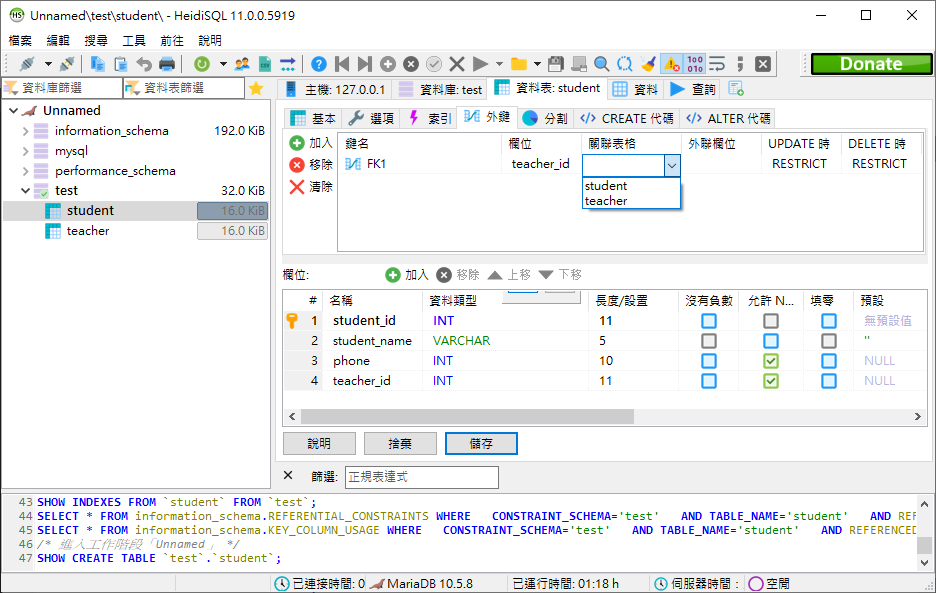 Unnamed\test\student\ - HeidiSQL 11.0.0.5919
檔案 編輯 搜尋 工具 前往 說明
Donate
資料庫篩選 資料表篩選 主機: 127.0.0.1 資料庫: test 資料表: student 資料 查詢
Unnamed
information_schema 192.0 KiB
mysql
performance_schema
test 32.0 KiB
student 16.0 KiB
teacher 16.0 KiB
基本 選項 索引 外鍵 分割 CREATE 代碼 ALTER 代碼
加入 移除 清除
鍵名 欄位 關聯表格 外聯欄位 UPDATE 時 DELETE 時
FK1 teacher_id RESTRICT RESTRICT
student
teacher
欄位: 加入 移除 上移 下移
# 名稱 資料類型 長度/設置 沒有負數 允許 N... 填零 預設
1 student_id INT 11 無預設值
2 student_name VARCHAR 5 ''
3 phone INT 10 NULL
4 teacher_id INT 11 NULL
說明 捨棄 儲存
篩選: 正規表達式
43 SHOW INDEXES FROM `student` FROM `test`;
44 SELECT * FROM information_schema.REFERENTIAL_CONSTRAINTS WHERE CONSTRAINT_SCHEMA='test' AND TABLE_NAME='student' AND REF
45 SELECT * FROM information_schema.KEY_COLUMN_USAGE WHERE CONSTRAINT_SCHEMA='test' AND TABLE_NAME='student' AND REFERENCED
46 /* 進入工作階段「Unnamed」 */
47 SHOW CREATE TABLE `test`.`student`;
已連接時間: 0 MariaDB 10.5.8 已運行時間: 01:18 h 伺服器時間: 空閒